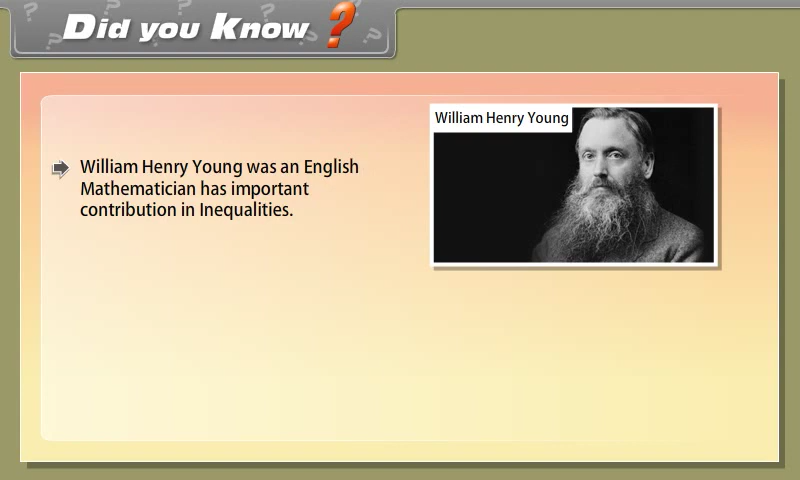 Did you Know ?
William Henry Young
William Henry Young was an English
Mathematician has important
contribution in Inequalities.